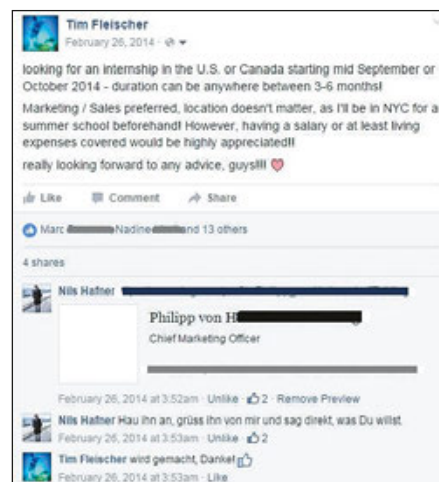 Tim Fleischer
February 26, 2014
looking for an internship in the U.S. or Canada starting mid September or
October 2014 - duration can be anywhere between 3-6 months!
Marketing / Sales preferred, location doesn't matter, as I'll be in NYC for a
summer school beforehand! However, having a salary or at least living
expenses covered would be highly appreciated!!
really looking forward to any advice, guys!!!!
Like Comment Share
Marc Nadine and 13 others
4 shares
Nils Hafner
Philipp von H
Chief Marketing Officer
February 26, 2014 at 3:52am · Unlike · 2 · Remove Preview
Nils Hafner Hau ihn an, grüss ihn von mir und sag direkt, was Du willst.
February 26, 2014 at 3:53am · Unlike · 2
Tim Fleischer wird gemacht, Danke!
February 26, 2014 at 3:53am · Like